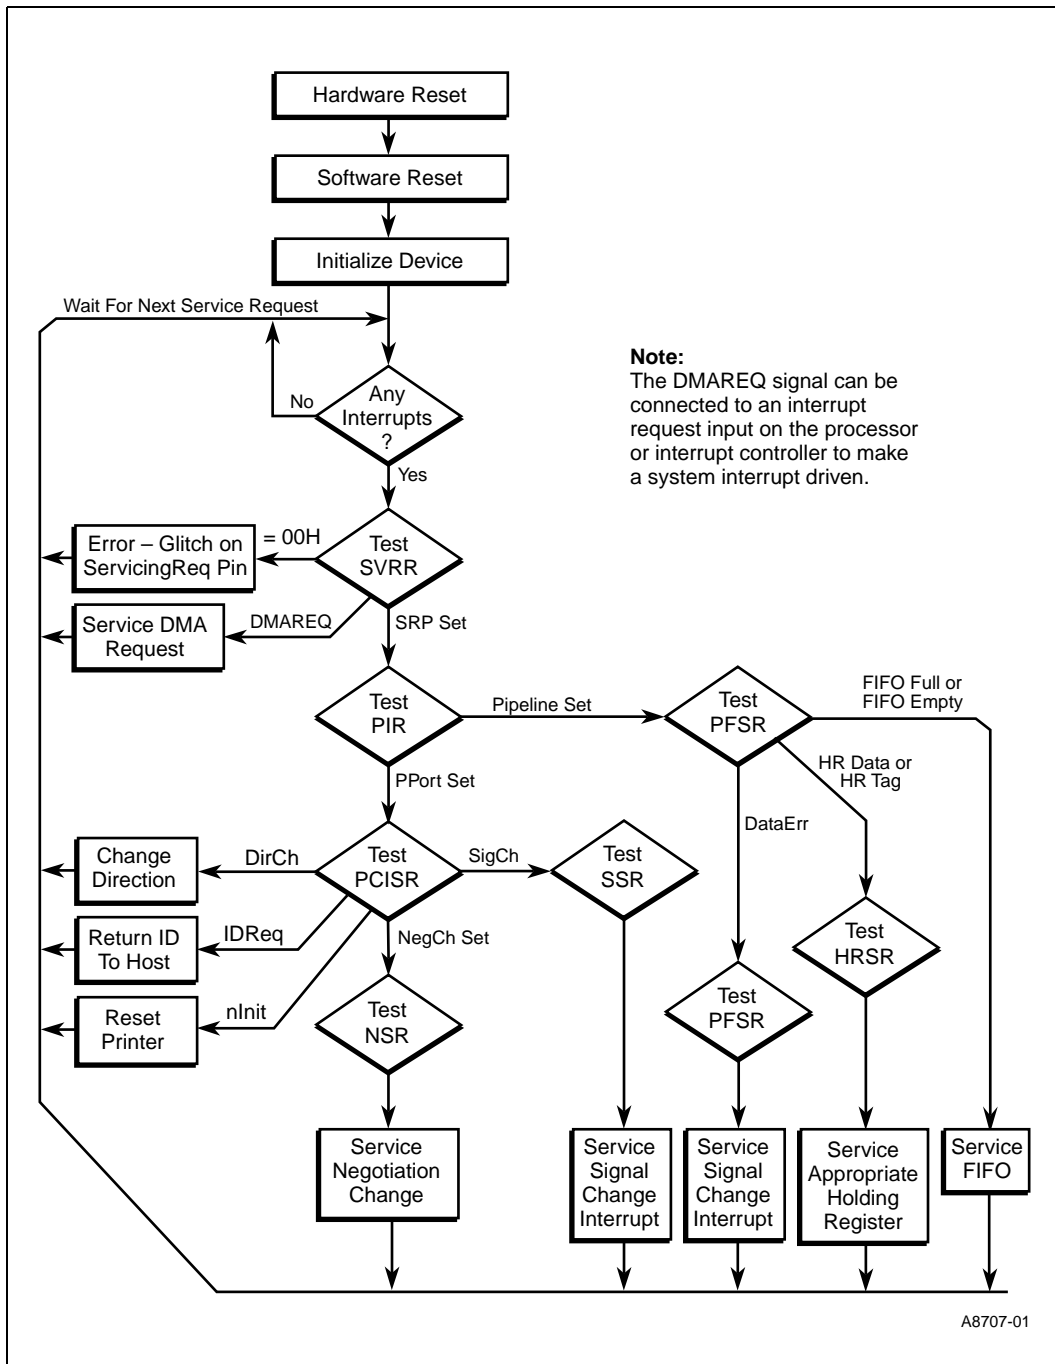 Hardware Reset
Software Reset
Initialize Device
Wait For Next Service Request
Note:
The DMAREQ signal can be
connected to an interrupt
request input on the processor
or interrupt controller to make
a system interrupt driven.
Any
Interrupts
?
No
Yes
Test
SVRR
= 00H
Error – Glitch on
ServicingReq Pin
DMAREQ
Service DMA
Request
SRP Set
Test
PIR
Pipeline Set
Test
PFSR
FIFO Full or
FIFO Empty
HR Data or
HR Tag
PPort Set
DataErr
Test
PCISR
DirCh
Change
Direction
SigCh
Test
SSR
IDReq
Return ID
To Host
NegCh Set
Test
HRSR
nInit
Reset
Printer
Test
NSR
Test
PFSR
Service
Negotiation
Change
Service
Signal
Change
Interrupt
Service
Signal
Change
Interrupt
Service
Appropriate
Holding
Register
Service
FIFO
A8707-01